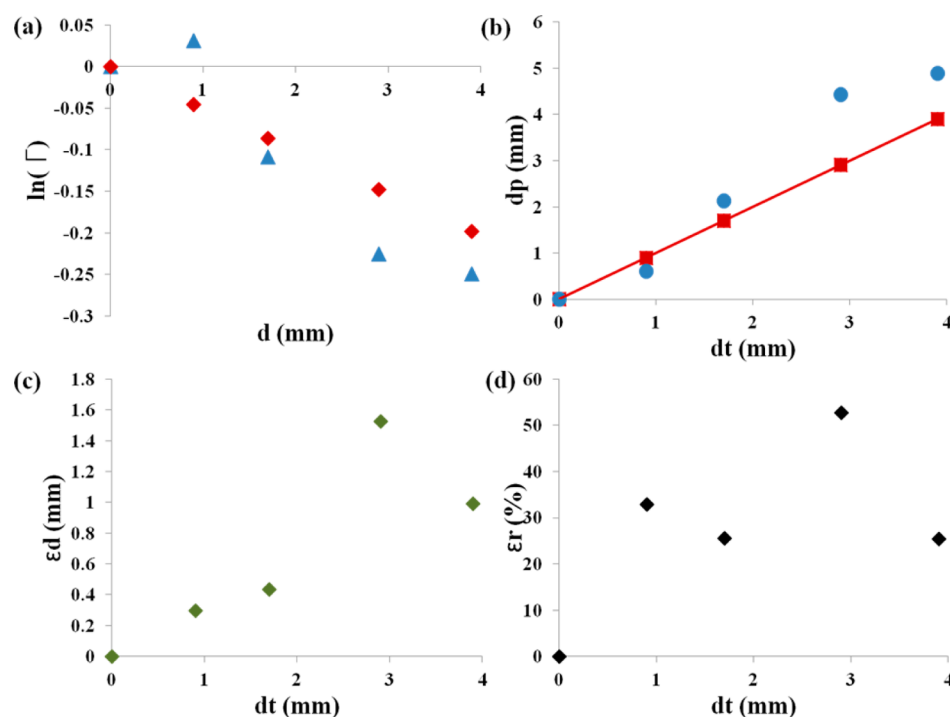 (a)
0.05
0
-0.05
-0.1
-0.15
-0.2
-0.25
-0.3
0 1 2 3 4
ln(Γ)
d (mm)
(b)
6
5
4
3
2
1
0
0 1 2 3 4
dp (mm)
dt (mm)
(c)
1.8
1.6
1.4
1.2
1
0.8
0.6
0.4
0.2
0
0 1 2 3 4
εd (mm)
dt (mm)
(d)
60
50
40
30
20
10
0
0 1 2 3 4
εr (%)
dt (mm)